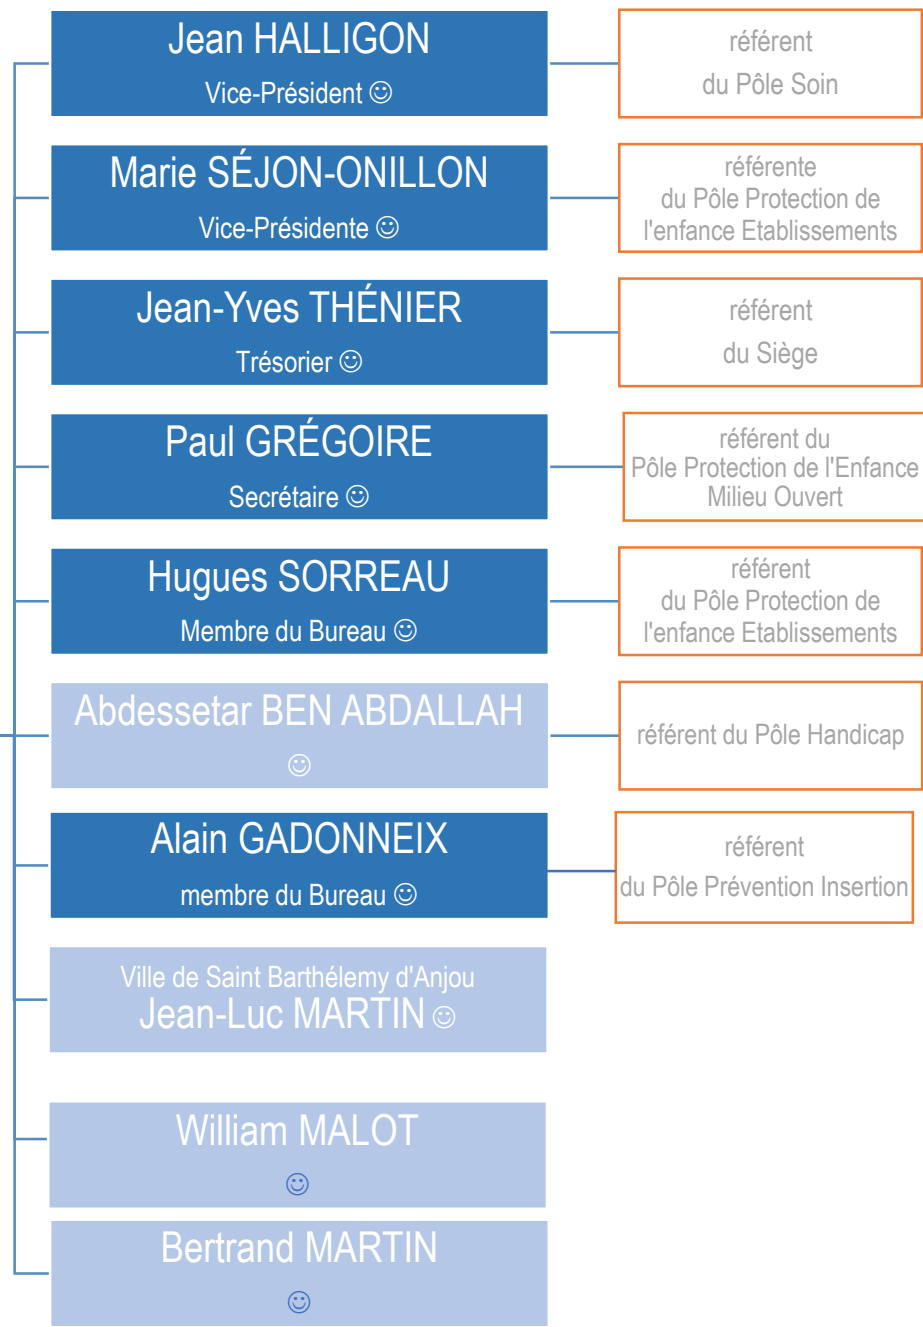 Jean HALLIGON
Vice-Président ☺
référent
du Pôle Soin
Marie SÉJON-ONILLON
Vice-Présidente ☺
référente
du Pôle Protection de
l'enfance Etablissements
Jean-Yves THÉNIER
Trésorier ☺
référent
du Siège
Paul GRÉGOIRE
Secrétaire ☺
référent du
Pôle Protection de l'Enfance
Milieu Ouvert
Hugues SORREAU
Membre du Bureau ☺
référent
du Pôle Protection de
l'enfance Etablissements
Abdessetar BEN ABDALLAH
☺
référent du Pôle Handicap
Alain GADONNEIX
membre du Bureau ☺
référent
du Pôle Prévention Insertion
Ville de Saint Barthélemy d'Anjou
Jean-Luc MARTIN ☺
William MALOT
☺
Bertrand MARTIN
☺